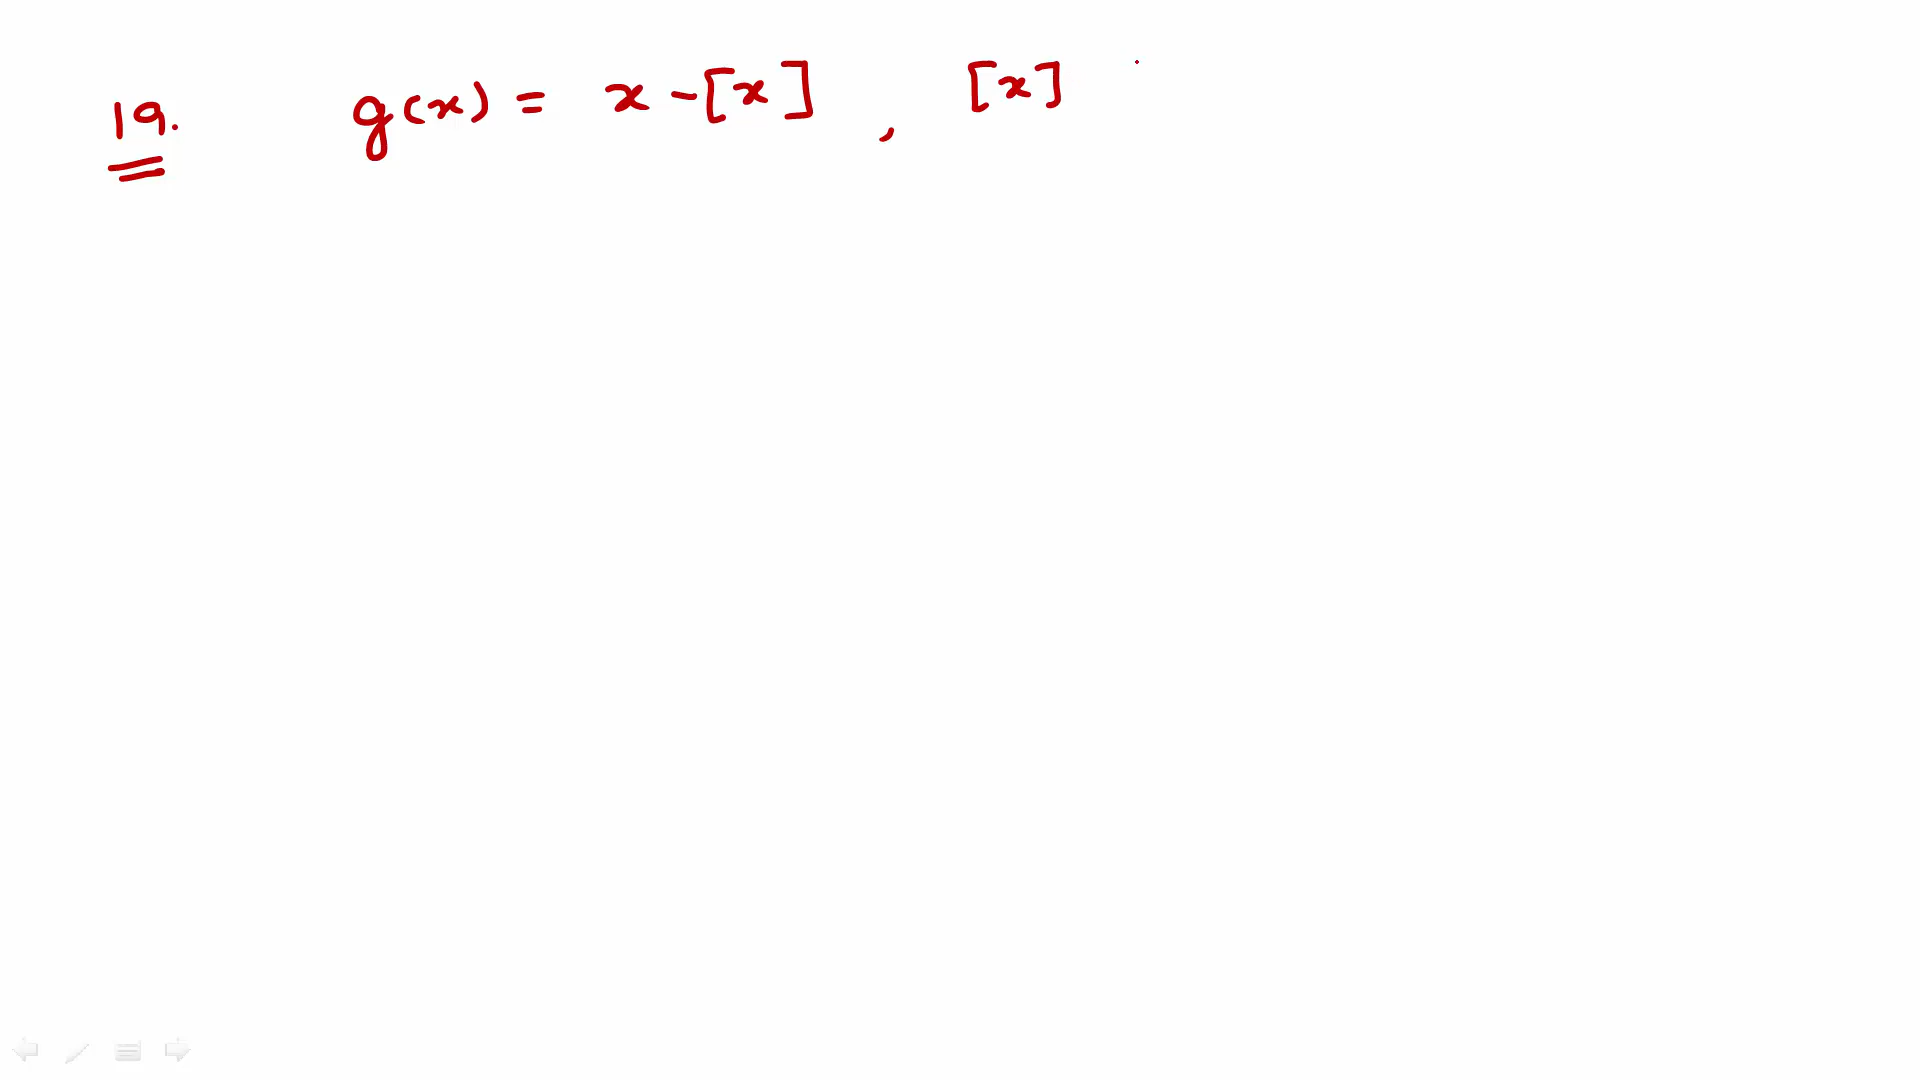 19. g(x) = x - [x] , [x]